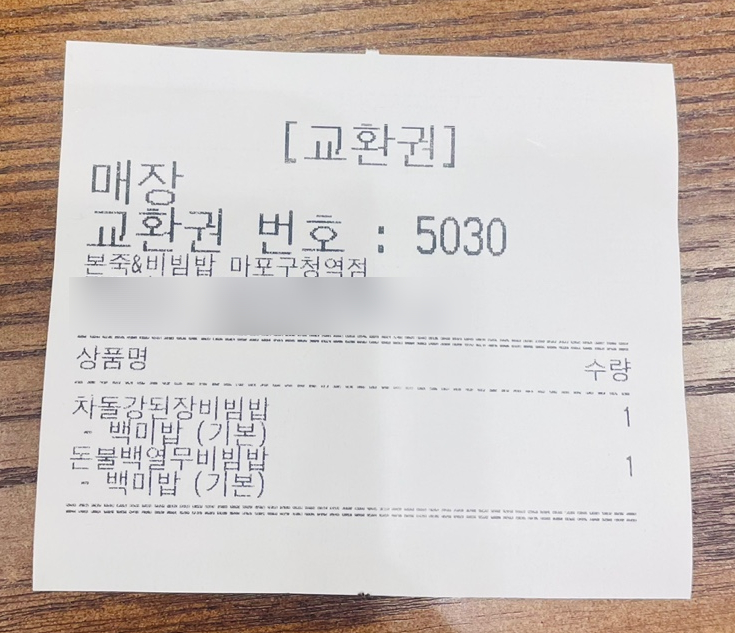 [교환권]
매장
교환권 번호 : 5030
본죽&비빔밥 마포구청역점
상품명 수량
차돌강된장비빔밥 1
- 백미밥 (기본)
돈불백열무비빔밥 1
- 백미밥 (기본)